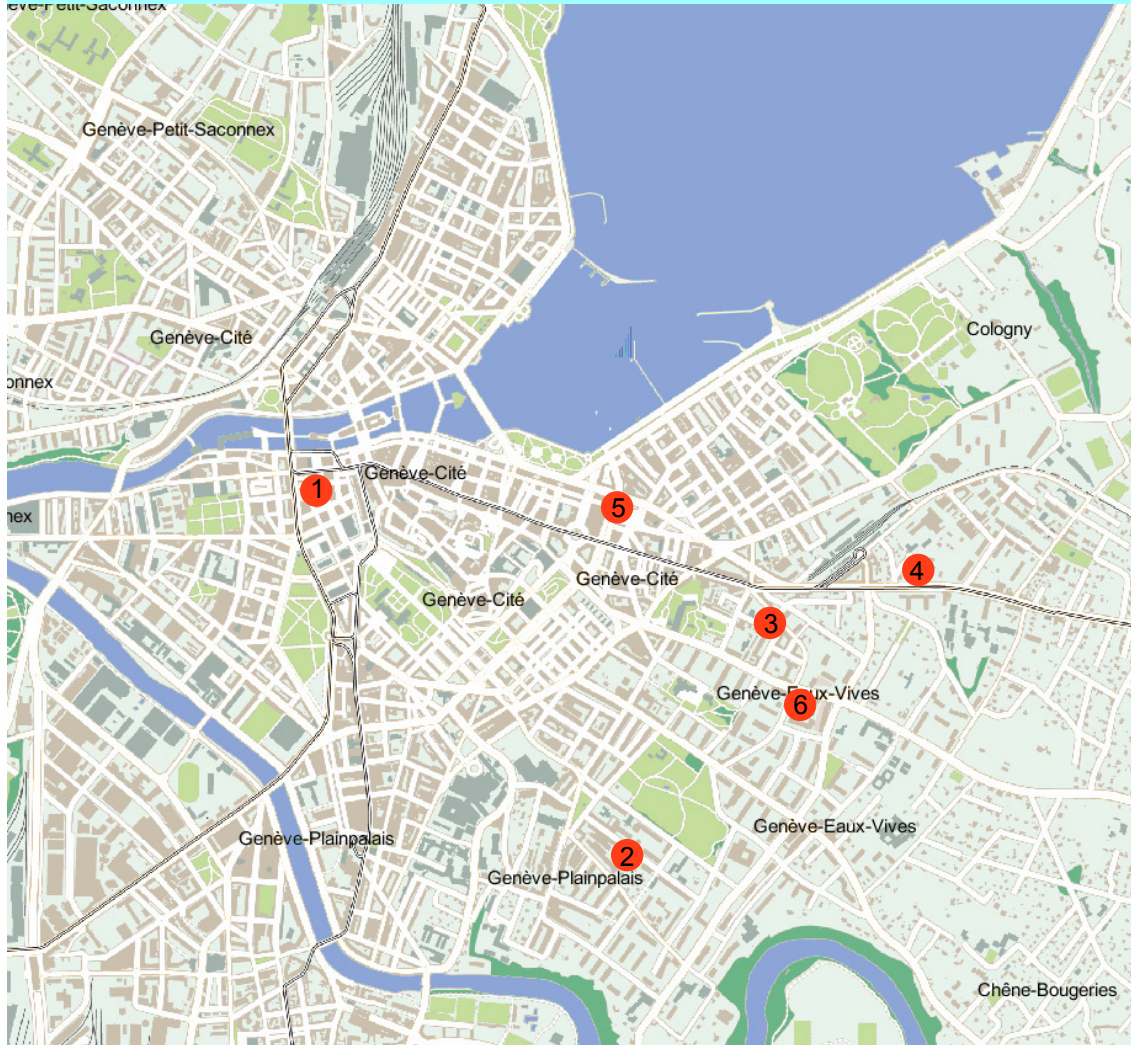 eve-Petit-Saconnex
Genève-Petit-Saconnex
Cologny
Genève-Cité
onnex
Genève-Cité
1
5
nex
4
Genève-Cité
Genève-Cité
3
Genève-Eaux-Vives
6
Genève-Eaux-Vives
Genève-Plainpalais
2
Genève-Plainpalais
Chêne-Bougeries